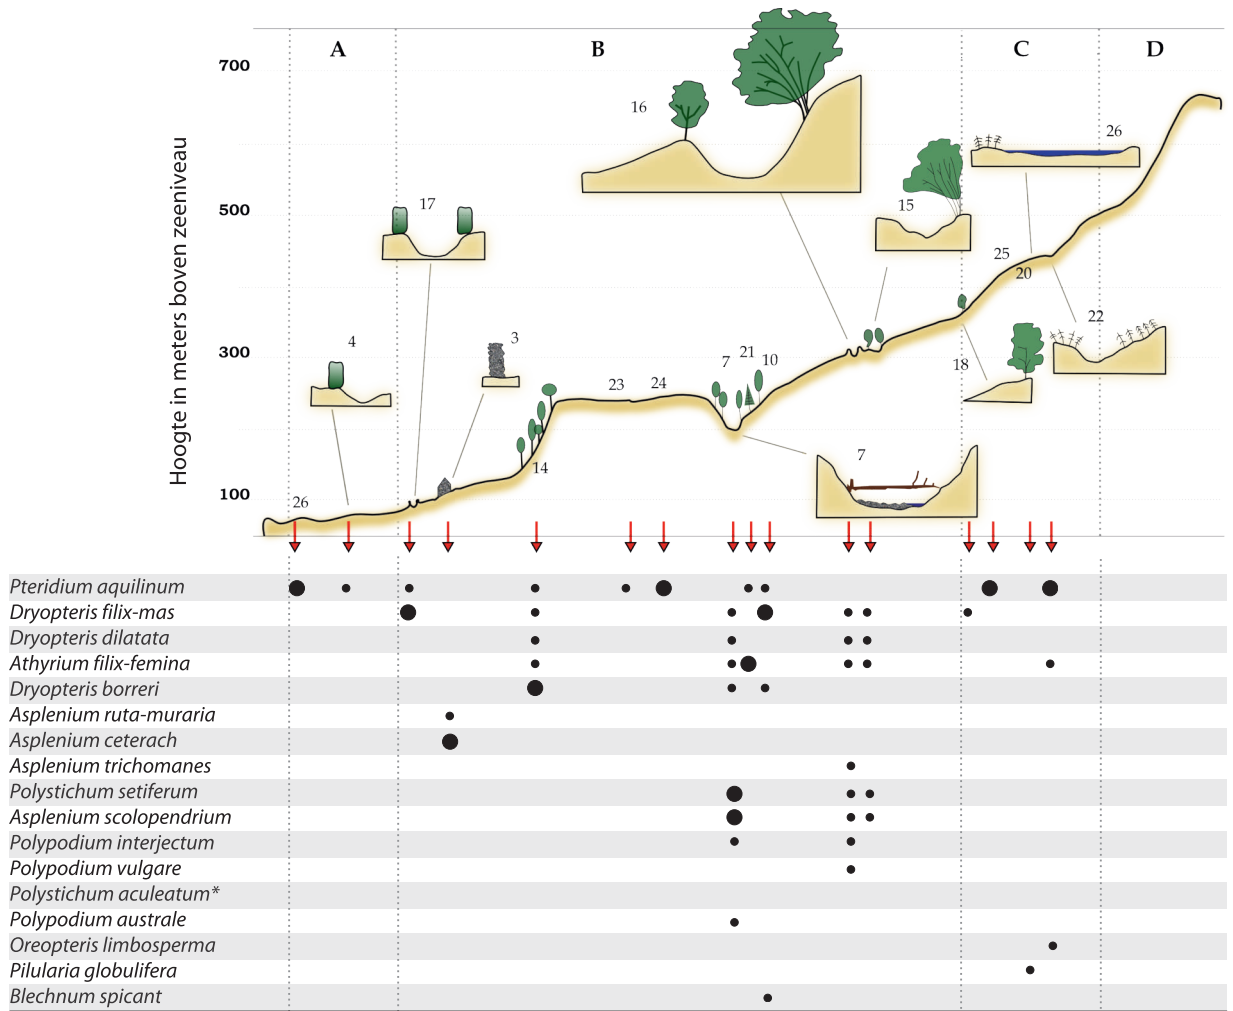 A B C D
700
16
26
500
17
15
25
20
22
4
3
300
7 21 10
23 24
18
14
7
100
26
Hoogte in meters boven zeeniveau
Pteridium aquilinum
Dryopteris filix-mas
Dryopteris dilatata
Athyrium filix-femina
Dryopteris borreri
Asplenium ruta-muraria
Asplenium ceterach
Asplenium trichomanes
Polystichum setiferum
Asplenium scolopendrium
Polypodium interjectum
Polypodium vulgare
Polystichum aculeatum*
Polypodium australe
Oreopteris limbosperma
Pilularia globulifera
Blechnum spicant